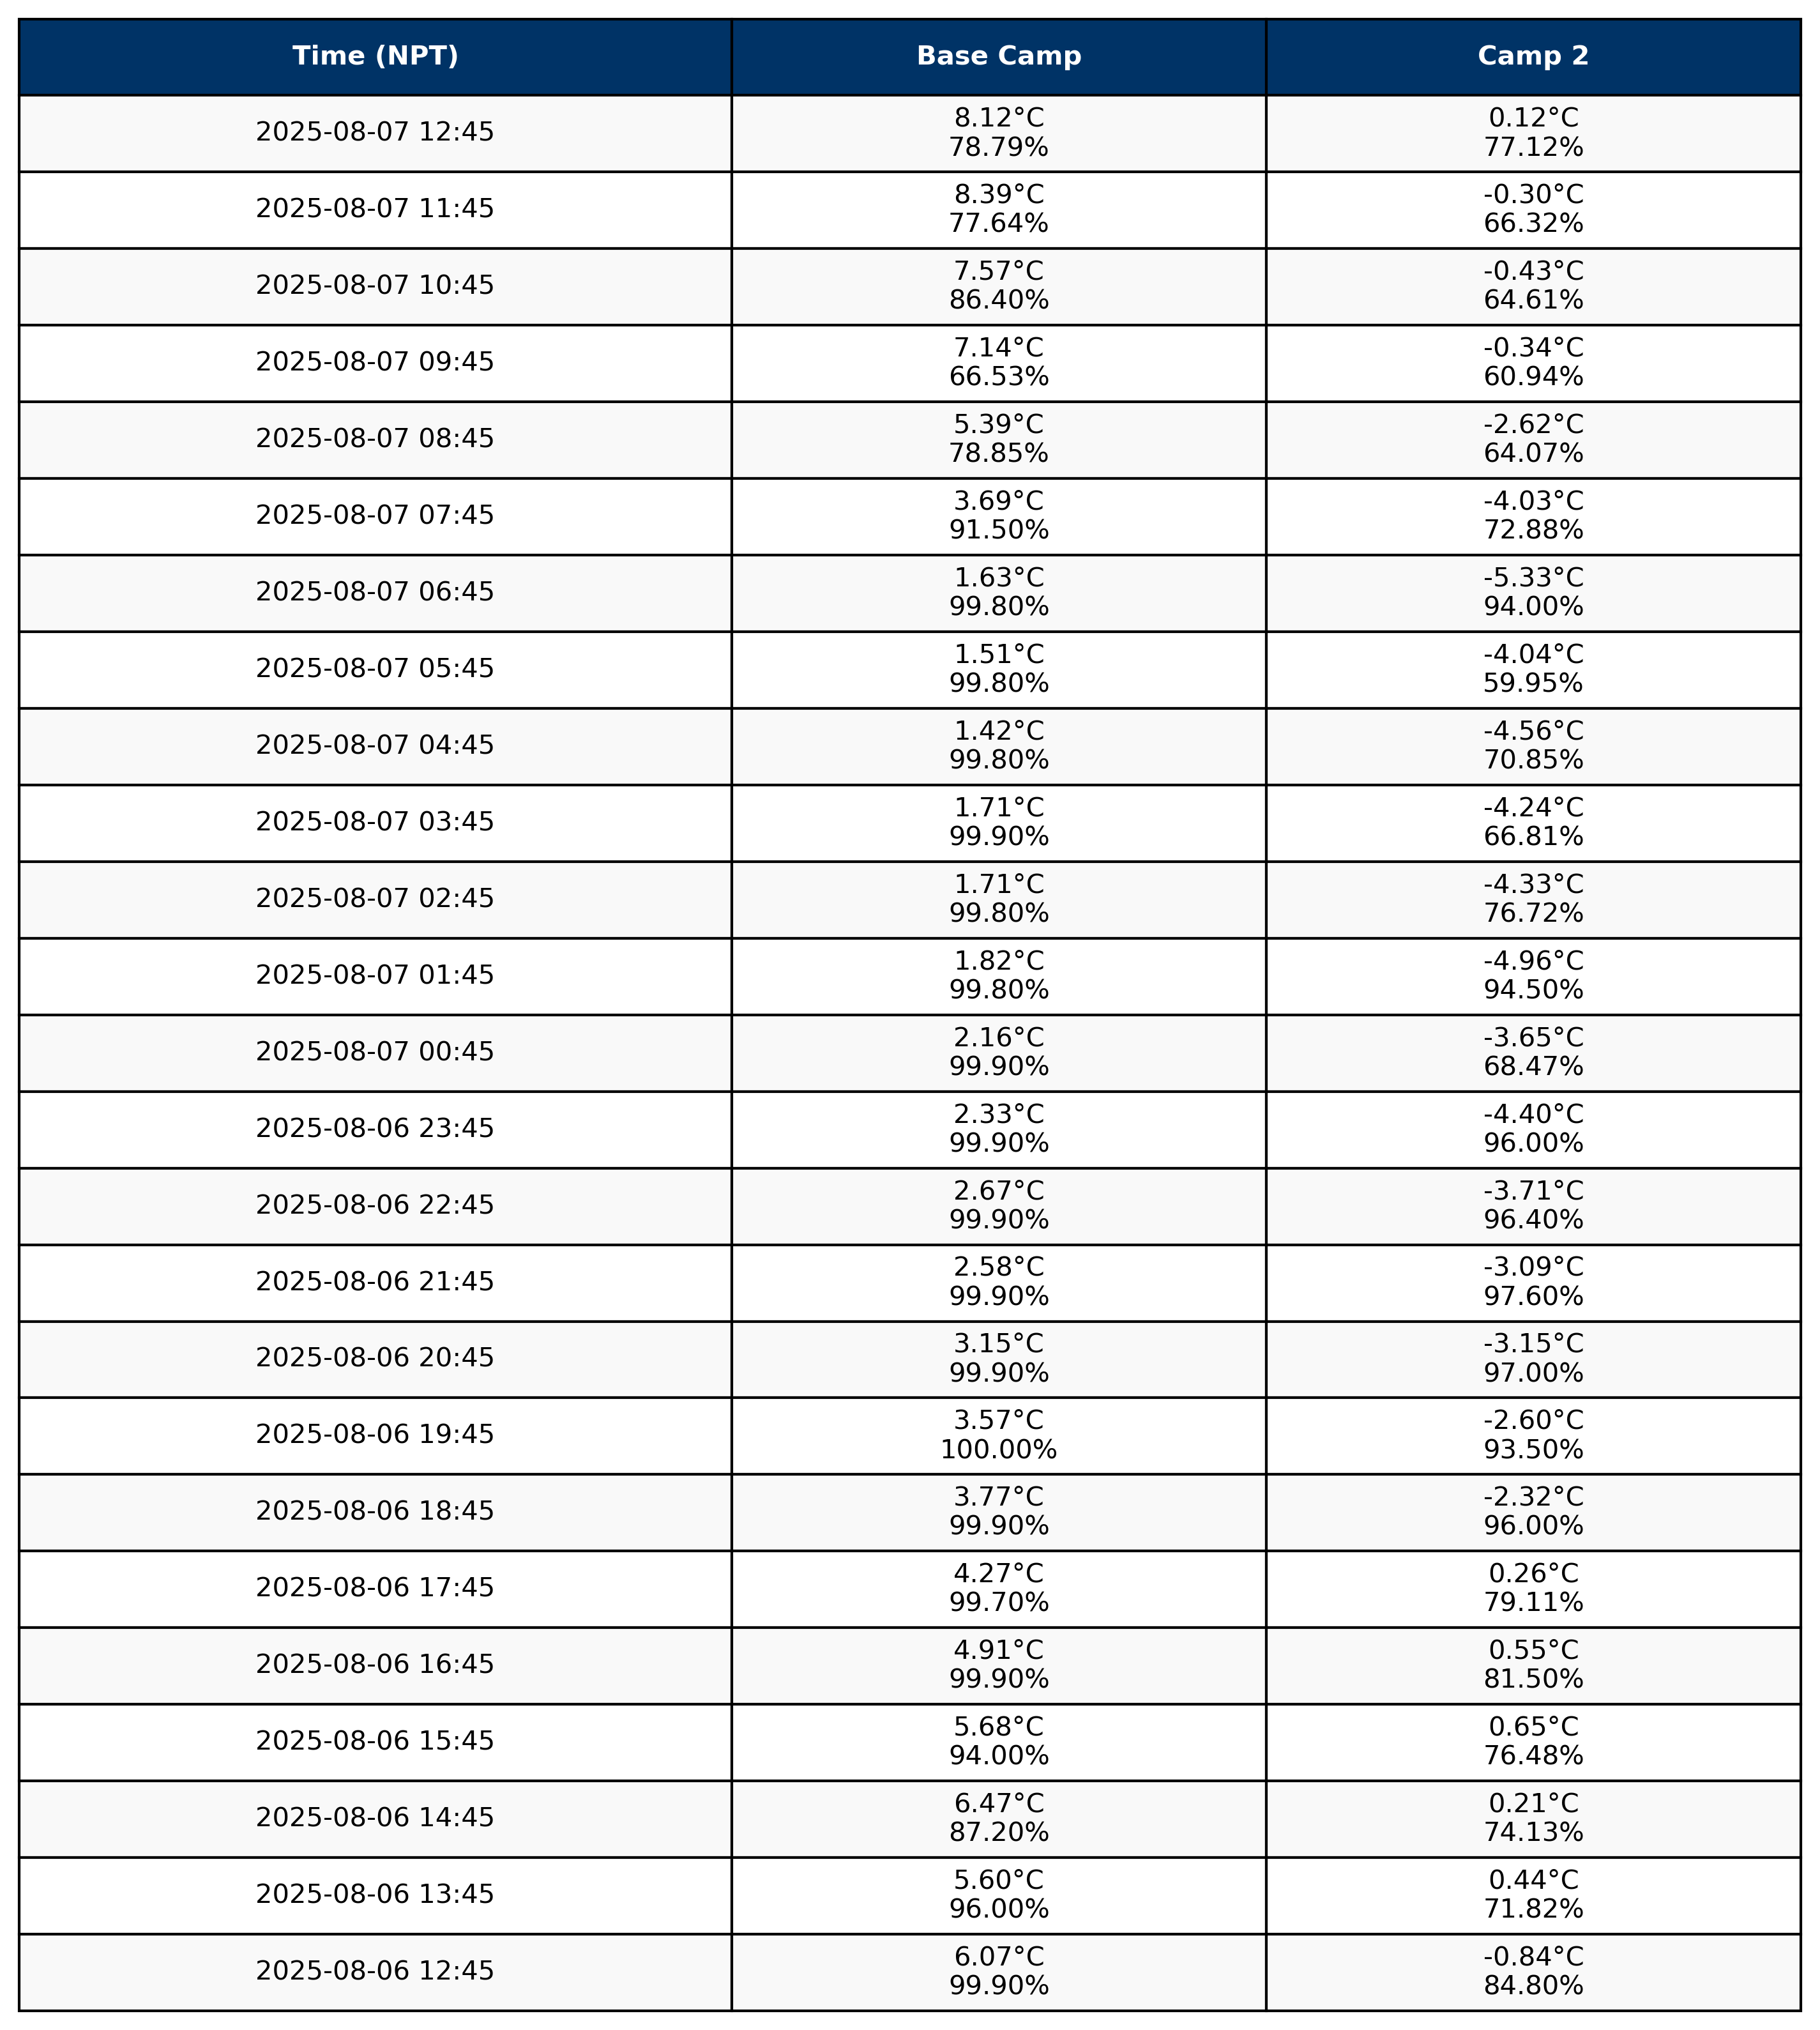 Time (NPT) Base Camp Camp 2
2025-08-07 12:45 8.12°C 0.12°C
78.79% 77.12%
2025-08-07 11:45 8.39°C -0.30°C
77.64% 66.32%
2025-08-07 10:45 7.57°C -0.43°C
86.40% 64.61%
2025-08-07 09:45 7.14°C -0.34°C
66.53% 60.94%
2025-08-07 08:45 5.39°C -2.62°C
78.85% 64.07%
2025-08-07 07:45 3.69°C -4.03°C
91.50% 72.88%
2025-08-07 06:45 1.63°C -5.33°C
99.80% 94.00%
2025-08-07 05:45 1.51°C -4.04°C
99.80% 59.95%
2025-08-07 04:45 1.42°C -4.56°C
99.80% 70.85%
2025-08-07 03:45 1.71°C -4.24°C
99.90% 66.81%
2025-08-07 02:45 1.71°C -4.33°C
99.80% 76.72%
2025-08-07 01:45 1.82°C -4.96°C
99.80% 94.50%
2025-08-07 00:45 2.16°C -3.65°C
99.90% 68.47%
2025-08-06 23:45 2.33°C -4.40°C
99.90% 96.00%
2025-08-06 22:45 2.67°C -3.71°C
99.90% 96.40%
2025-08-06 21:45 2.58°C -3.09°C
99.90% 97.60%
2025-08-06 20:45 3.15°C -3.15°C
99.90% 97.00%
2025-08-06 19:45 3.57°C -2.60°C
100.00% 93.50%
2025-08-06 18:45 3.77°C -2.32°C
99.90% 96.00%
2025-08-06 17:45 4.27°C 0.26°C
99.70% 79.11%
2025-08-06 16:45 4.91°C 0.55°C
99.90% 81.50%
2025-08-06 15:45 5.68°C 0.65°C
94.00% 76.48%
2025-08-06 14:45 6.47°C 0.21°C
87.20% 74.13%
2025-08-06 13:45 5.60°C 0.44°C
96.00% 71.82%
2025-08-06 12:45 6.07°C -0.84°C
99.90% 84.80%